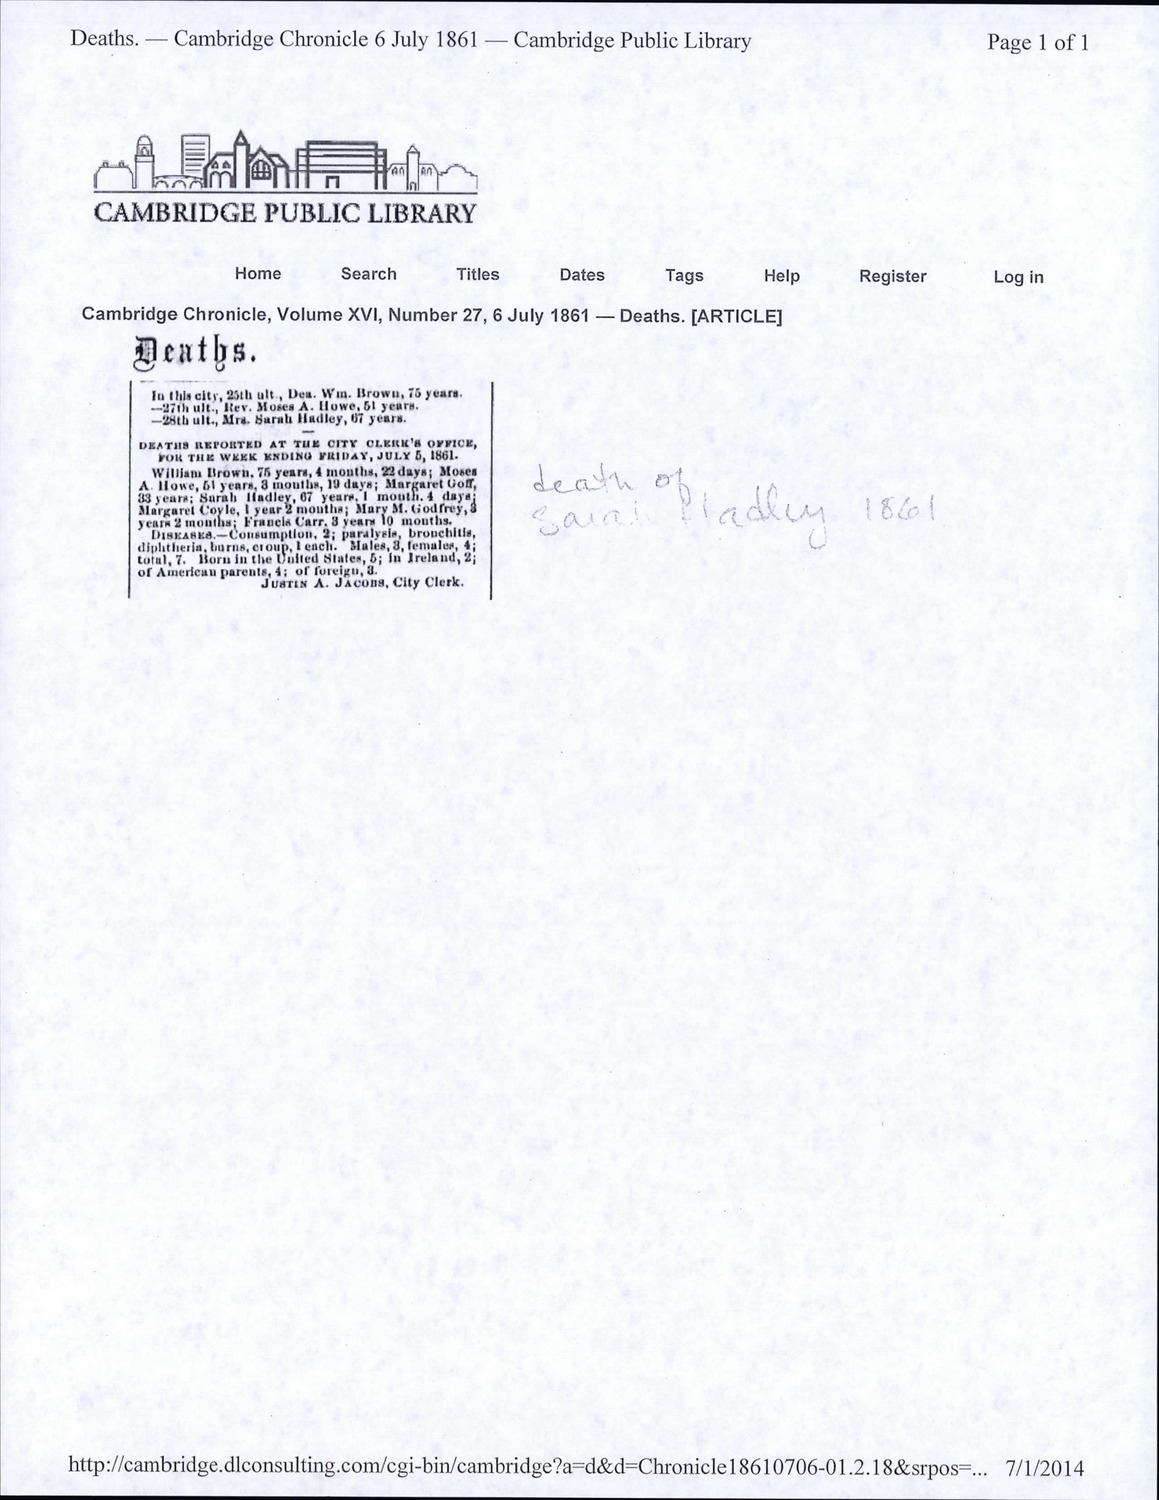 Deaths. — Cambridge Chronicle 6 July 1861 — Cambridge Public Library Page 1 of 1
CAMBRIDGE PUBLIC LIBRARY
Home Search Titles Dates Tags Help Register Log in
Cambridge Chronicle, Volume XVI, Number 27, 6 July 1861 — Deaths. [ARTICLE]
Deaths.
In this city, 25th ult., Dea. Wm. Brown, 75 years.
—27th ult., Rev. Moses A. Howe, 51 years.
—28th ult., Mrs. Sarah Hadley, 67 years.
DEATHS REPORTED AT THE CITY CLERK'S OFFICE,
FOR THE WEEK ENDING FRIDAY, JULY 5, 1861.
William Brown, 75 years, 4 months, 22 days; Moses
A. Howe, 51 years, 3 months, 19 days; Margaret Goff,
33 years; Sarah Hadley, 67 years, 1 month, 4 days;
Margaret Coyle, 1 year 2 months; Mary M. Godfrey, 3
years 2 months; Francis Carr, 3 years 10 months.
DISEASES.—Consumption, 2; paralysis, bronchitis,
diphtheria, burns, croup, 1 each. Males, 3, females, 4;
total, 7. Born in the United States, 5; in Ireland, 2;
of American parents, 4; of foreign, 3.
JUSTIN A. JACOBS, City Clerk.
death of
Sarah Hadley 1861
http://cambridge.dlconsulting.com/cgi-bin/cambridge?a=d&d=Chronicle18610706-01.2.18&srpos=... 7/1/2014